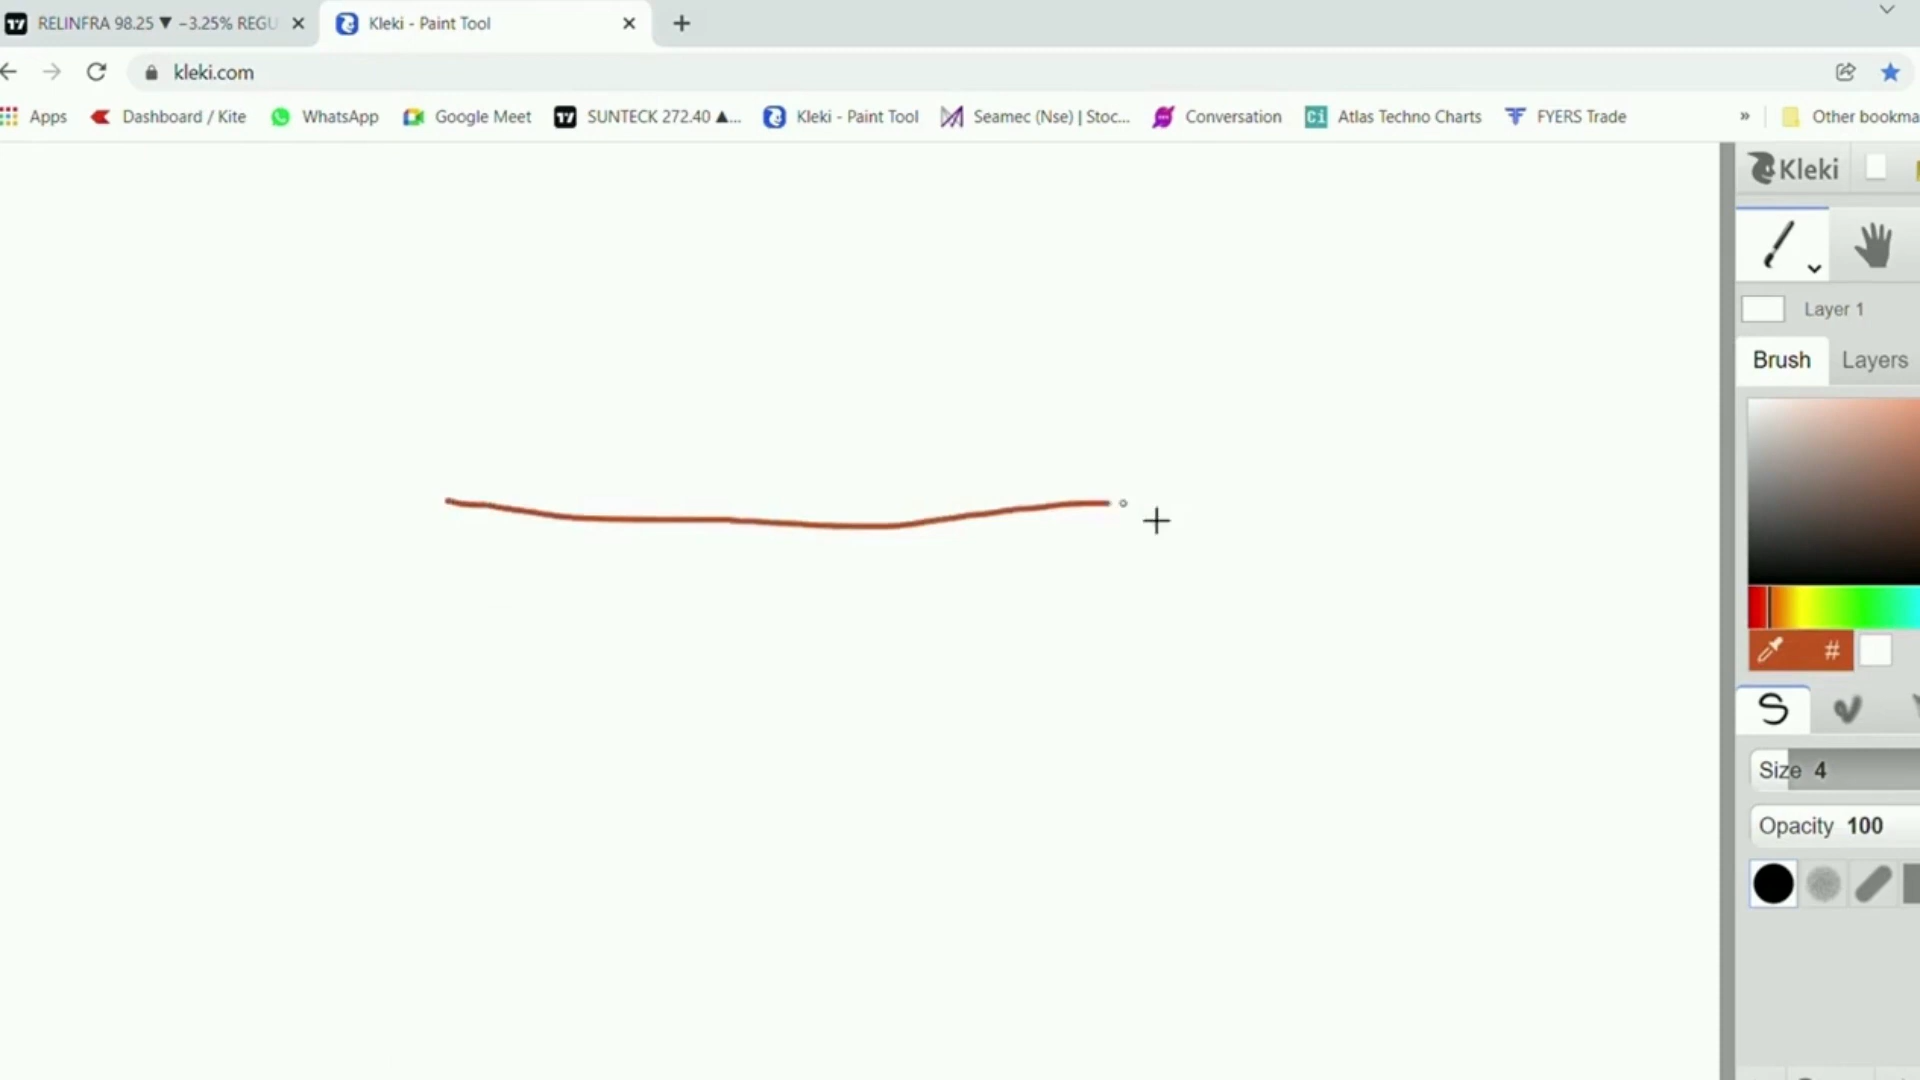 RELINFRA 98.25 ▼ −3.25% REGU
Kleki - Paint Tool
kleki.com
Apps
Dashboard / Kite
WhatsApp
Google Meet
SUNTECK 272.40 ▲...
Kleki - Paint Tool
Seamec (Nse) | Stoc...
Conversation
Atlas Techno Charts
FYERS Trade
»
Other bookma
Kleki
Layer 1
Brush Layers
#
Size 4
Opacity 100